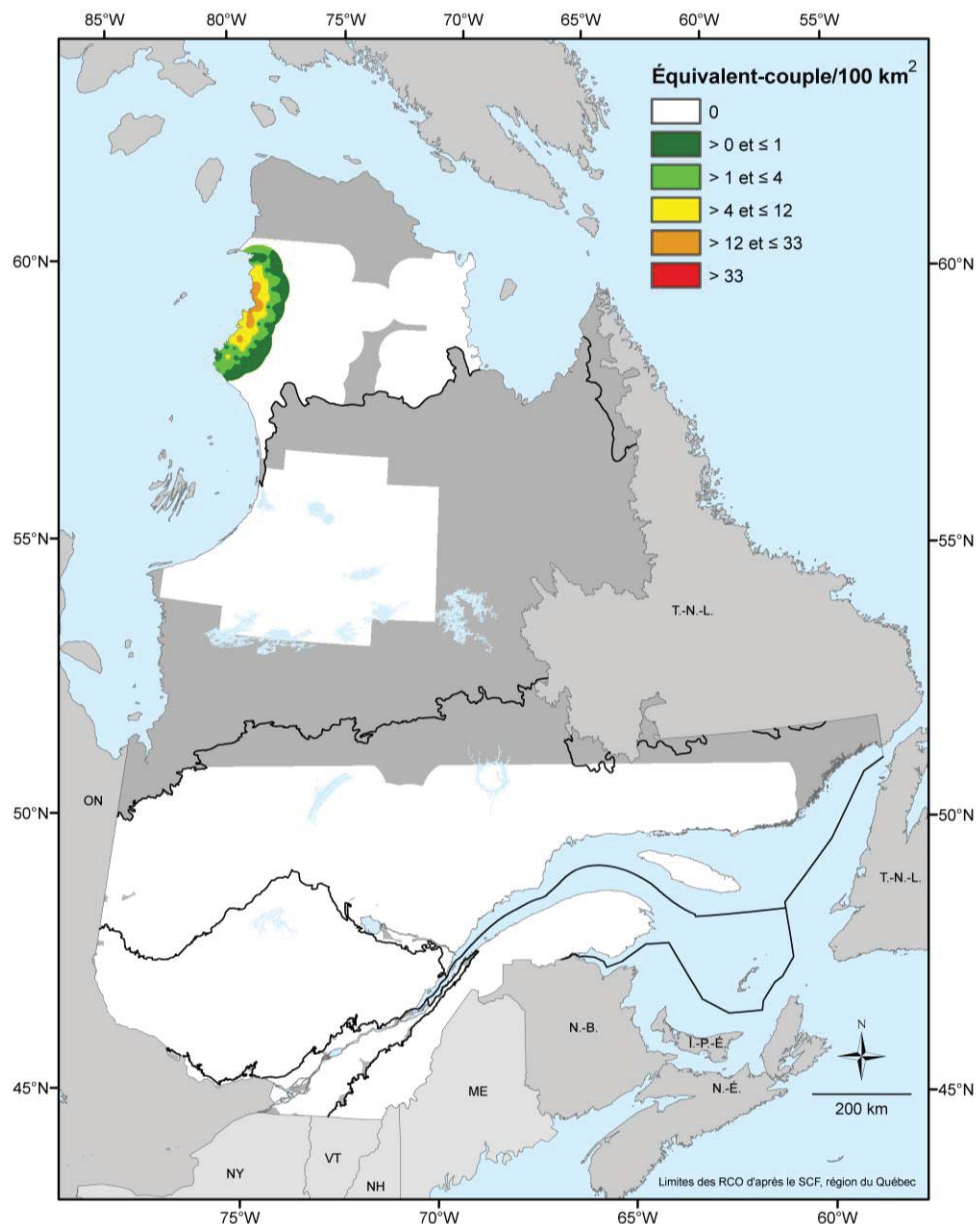 85°W 80°W 75°W 70°W 65°W 60°W 55°W
Équivalent-couple/100 km²
0
> 0 et ≤ 1
> 1 et ≤ 4
> 4 et ≤ 12
> 12 et ≤ 33
> 33
60°N 60°N
55°N 55°N
T.-N.-L.
ON
50°N 50°N
T.-N.-L.
N
N.-B.
Î.-P.-É.
N.-É.
45°N 45°N
ME
200 km
NY
VT
NH
Limites des RCO d'après le SCF, région du Québec
75°W 70°W 65°W 60°W